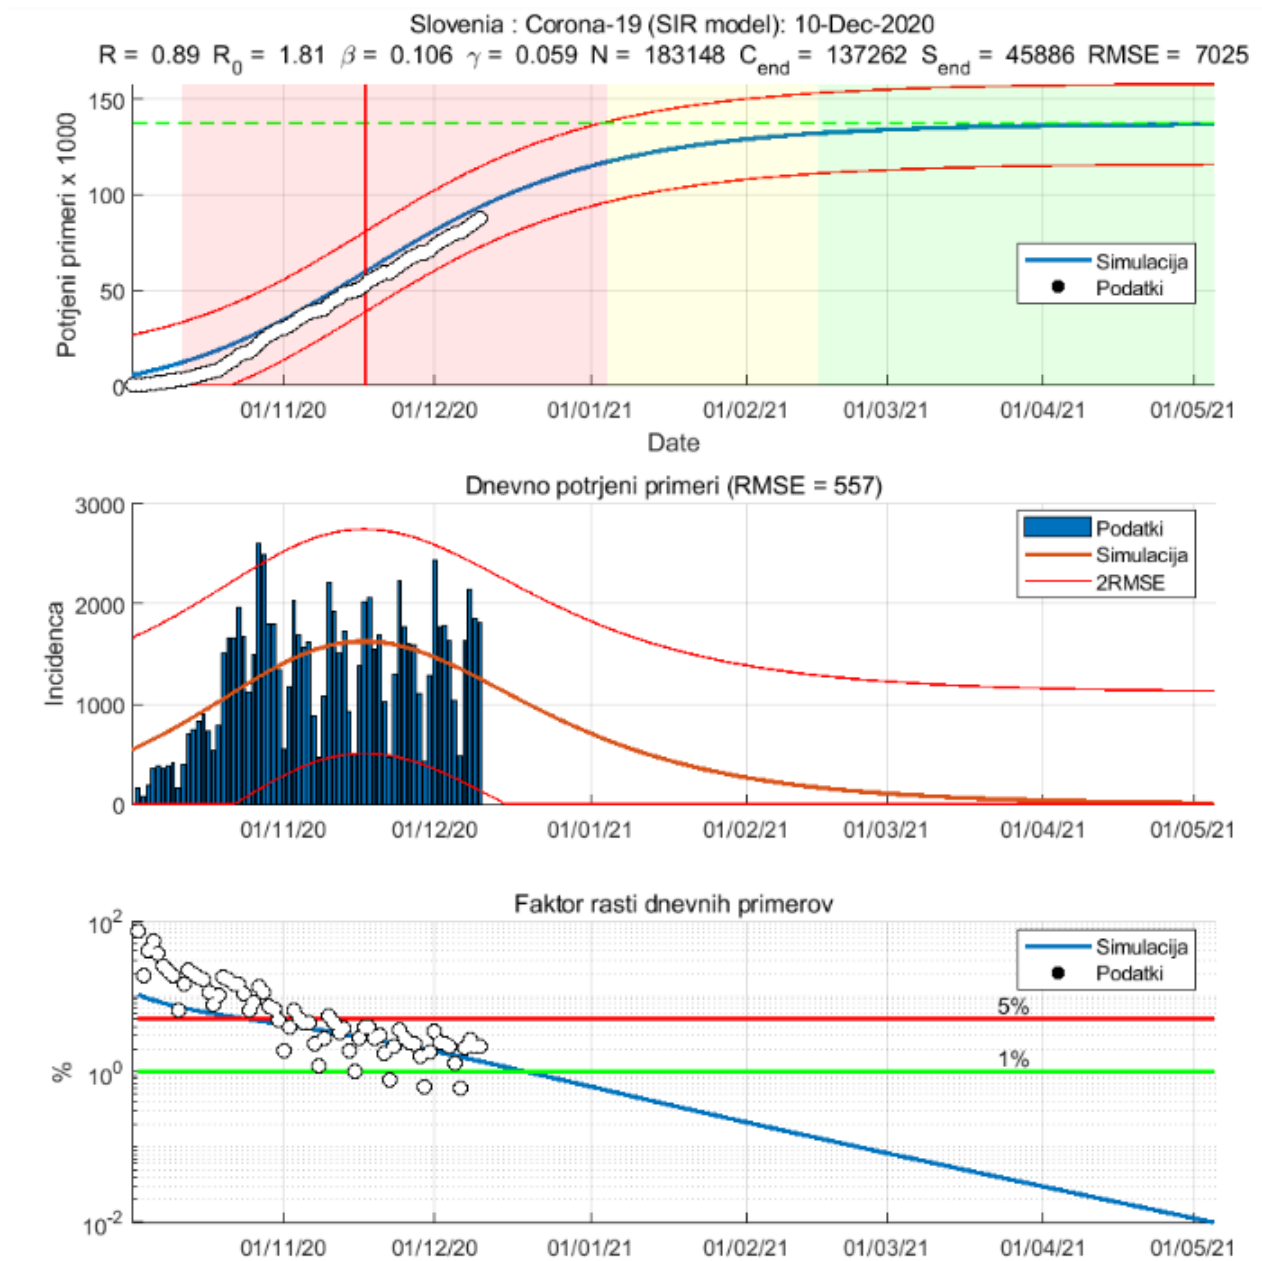 Slovenia : Corona-19 (SIR model): 10-Dec-2020
R = 0.89 R0 = 1.81 β = 0.106 γ = 0.059 N = 183148 Cend = 137262 Send = 45886 RMSE = 7025
Potrjeni primeri x 1000
150
100
50
0
Simulacija
Podatki
01/11/20 01/12/20 01/01/21 01/02/21 01/03/21 01/04/21 01/05/21
Date
Dnevno potrjeni primeri (RMSE = 557)
Incidenca
3000
2000
1000
0
Podatki
Simulacija
2RMSE
01/11/20 01/12/20 01/01/21 01/02/21 01/03/21 01/04/21 01/05/21
Faktor rasti dnevnih primerov
%
10^2
10^0
10^-2
Simulacija
Podatki
5%
1%
01/11/20 01/12/20 01/01/21 01/02/21 01/03/21 01/04/21 01/05/21